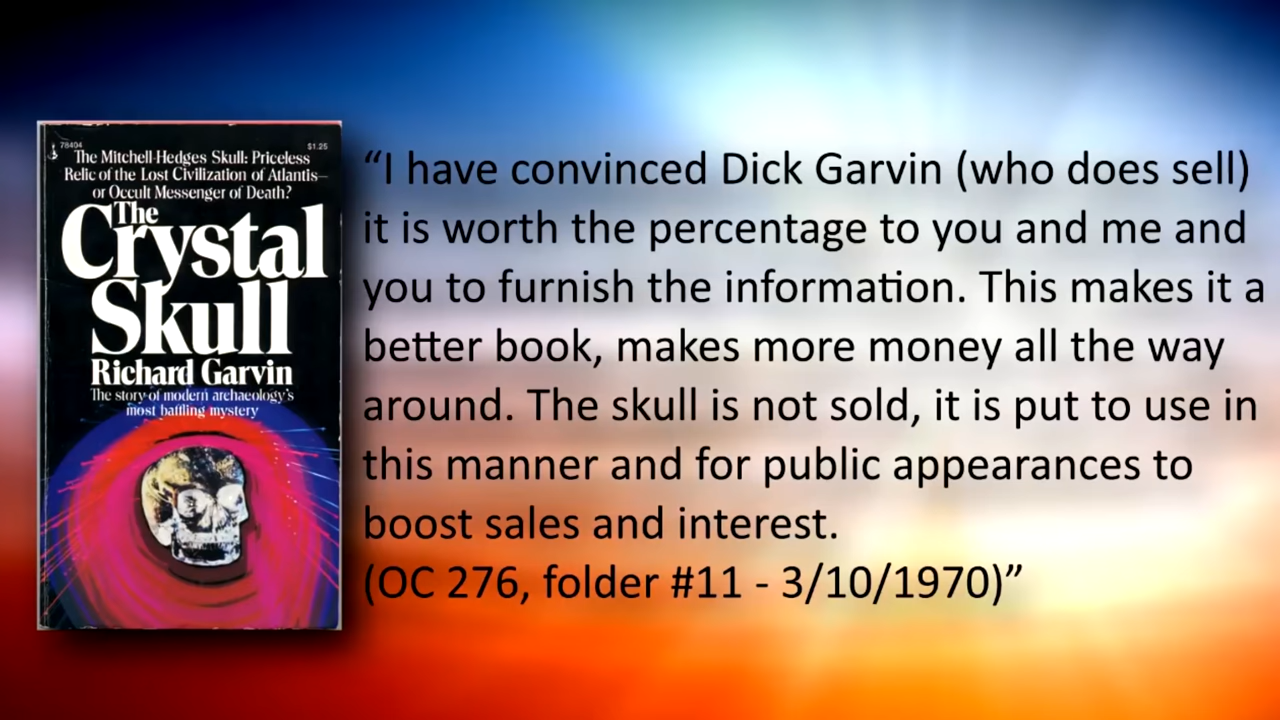 78404
$1.25
The Mitchell-Hedges Skull: Priceless
Relic of the Lost Civilization of Atlantis—
or Occult Messenger of Death?
The
Crystal
Skull
Richard Garvin
The story of modern archaeology's
most baffling mystery
“I have convinced Dick Garvin (who does sell)
it is worth the percentage to you and me and
you to furnish the information. This makes it a
better book, makes more money all the way
around. The skull is not sold, it is put to use in
this manner and for public appearances to
boost sales and interest.
(OC 276, folder #11 - 3/10/1970)”